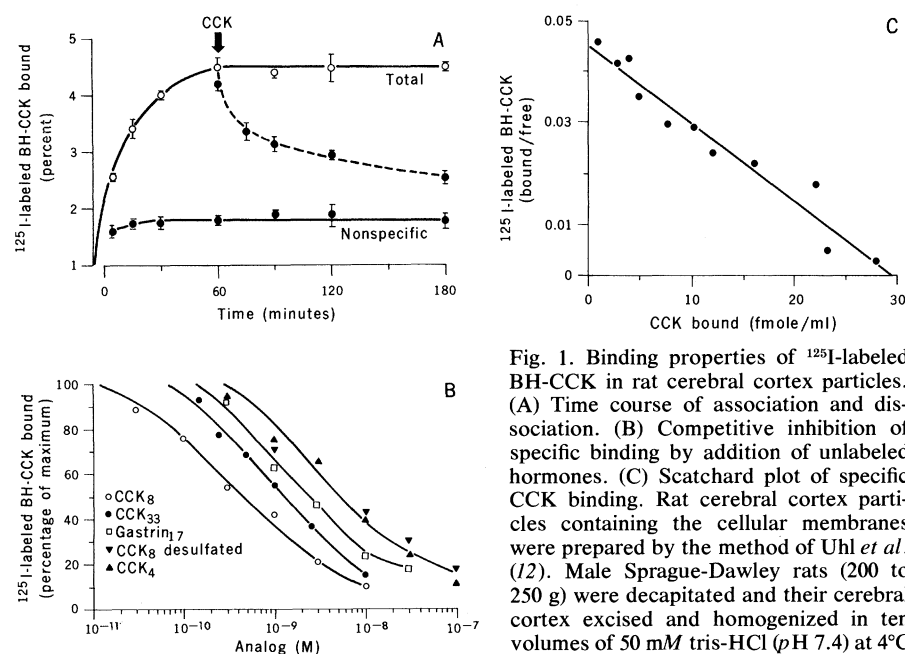 CCK
A
5
4
3
2
1
¹²⁵I-labeled BH-CCK bound
(percent)
Total
Nonspecific
0
60
120
180
Time (minutes)
C
0.05
0.03
0.01
0
¹²⁵I-labeled BH-CCK
(bound/free)
0
10
20
30
CCK bound (fmole/ml)
B
100
80
60
40
20
0
¹²⁵I-labeled BH-CCK bound
(percentage of maximum)
○ CCK₈
● CCK₃₃
□ Gastrin₁₇
▼ CCK₈ desulfated
▲ CCK₄
10⁻¹¹
10⁻¹⁰
10⁻⁹
10⁻⁸
10⁻⁷
Analog (M)
Fig. 1. Binding properties of ¹²⁵I-labeled
BH-CCK in rat cerebral cortex particles.
(A) Time course of association and dis-
sociation. (B) Competitive inhibition of
specific binding by addition of unlabeled
hormones. (C) Scatchard plot of specific
CCK binding. Rat cerebral cortex parti-
cles containing the cellular membranes
were prepared by the method of Uhl et al.
(12). Male Sprague-Dawley rats (200 to
250 g) were decapitated and their cerebral
cortex excised and homogenized in ten
volumes of 50 mM tris-HCl (pH 7.4) at 4°C